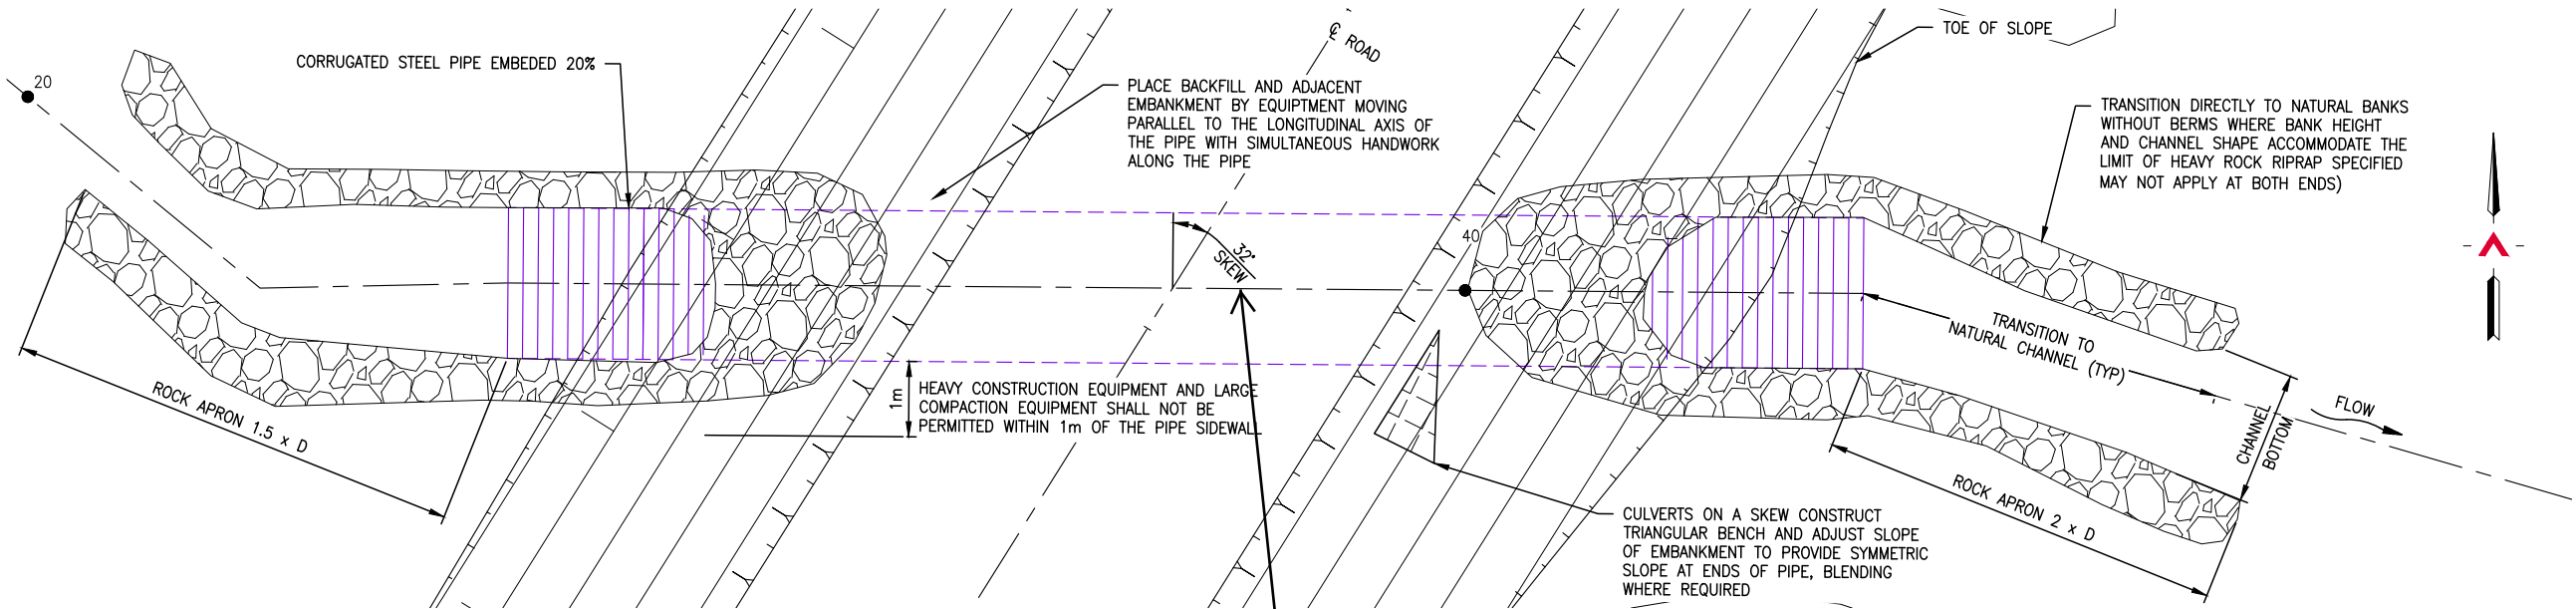 20
CORRUGATED STEEL PIPE EMBEDED 20%
℄ ROAD
PLACE BACKFILL AND ADJACENT
EMBANKMENT BY EQUIPTMENT MOVING
PARALLEL TO THE LONGITUDINAL AXIS OF
THE PIPE WITH SIMULTANEOUS HANDWORK
ALONG THE PIPE
TOE OF SLOPE
TRANSITION DIRECTLY TO NATURAL BANKS
WITHOUT BERMS WHERE BANK HEIGHT
AND CHANNEL SHAPE ACCOMMODATE THE
LIMIT OF HEAVY ROCK RIPRAP SPECIFIED
MAY NOT APPLY AT BOTH ENDS)
32°
SKEW
40
TRANSITION TO
NATURAL CHANNEL (TYP)
ROCK APRON 1.5 x D
1m
HEAVY CONSTRUCTION EQUIPMENT AND LARGE
COMPACTION EQUIPMENT SHALL NOT BE
PERMITTED WITHIN 1m OF THE PIPE SIDEWALL
FLOW
CHANNEL
BOTTOM
ROCK APRON 2 x D
CULVERTS ON A SKEW CONSTRUCT
TRIANGULAR BENCH AND ADJUST SLOPE
OF EMBANKMENT TO PROVIDE SYMMETRIC
SLOPE AT ENDS OF PIPE, BLENDING
WHERE REQUIRED